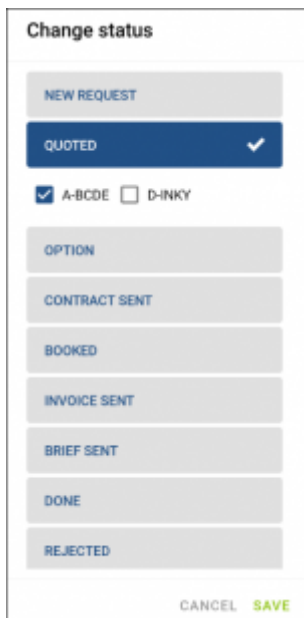 Change status
NEW REQUEST
QUOTED
A-BCDE D-INKY
OPTION
CONTRACT SENT
BOOKED
INVOICE SENT
BRIEF SENT
DONE
REJECTED
CANCEL SAVE